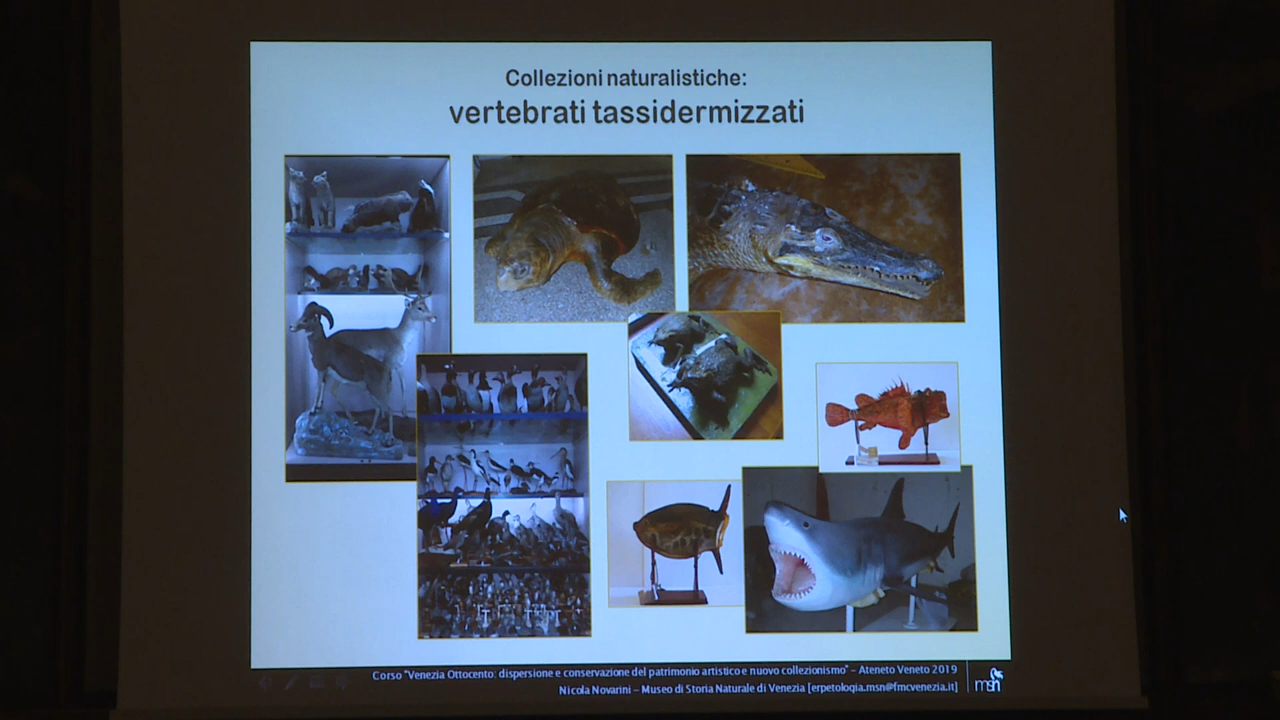 Collezioni naturalistiche:
vertebrati tassidermizzati
Corso "Venezia Ottocento: dispersione e conservazione del patrimonio artistico e nuovo collezionismo" – Ateneto Veneto 2019
Nicola Novarini – Museo di Storia Naturale di Venezia [erpetologia.msn@fmcvenezia.it]
msn